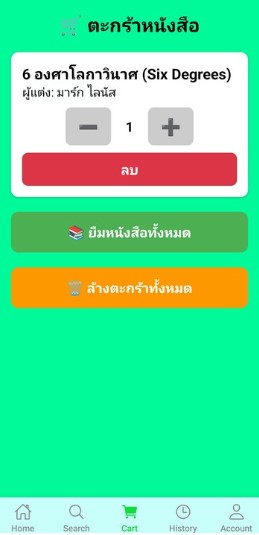 🛒 ตะกร้าหนังสือ
6 องศาโลกาวินาศ (Six Degrees)
ผู้แต่ง: มาร์ก ไลนัส
➖ 1 ➕
ลบ
📚 ยืมหนังสือทั้งหมด
🗑️ ล้างตะกร้าทั้งหมด
Home Search Cart History Account